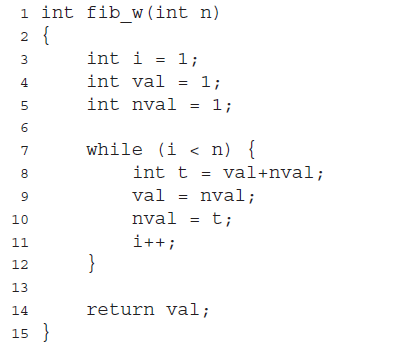 1 int fib_w(int n)
2 {
3     int i = 1;
4     int val = 1;
5     int nval = 1;
6
7     while (i < n) {
8         int t = val+nval;
9         val = nval;
10         nval = t;
11         i++;
12     }
13
14     return val;
15 }